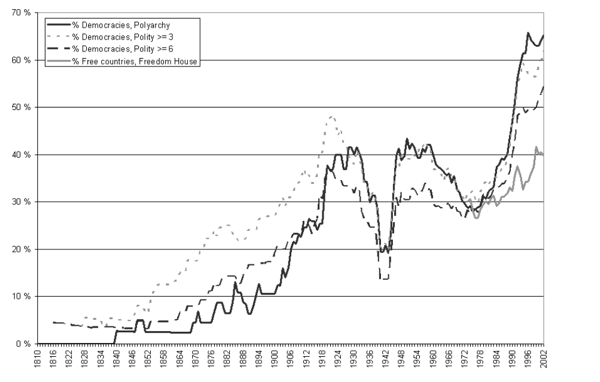 70 %
% Democracies, Polyarchy
% Democracies, Polity >= 3
% Democracies, Polity >= 6
% Free countries, Freedom House
60 %
50 %
40 %
30 %
20 %
10 %
0 %
1810 1816 1822 1828 1834 1840 1846 1852 1858 1864 1870 1876 1882 1888 1894 1900 1906 1912 1918 1924 1930 1936 1942 1948 1954 1960 1966 1972 1978 1984 1990 1996 2002